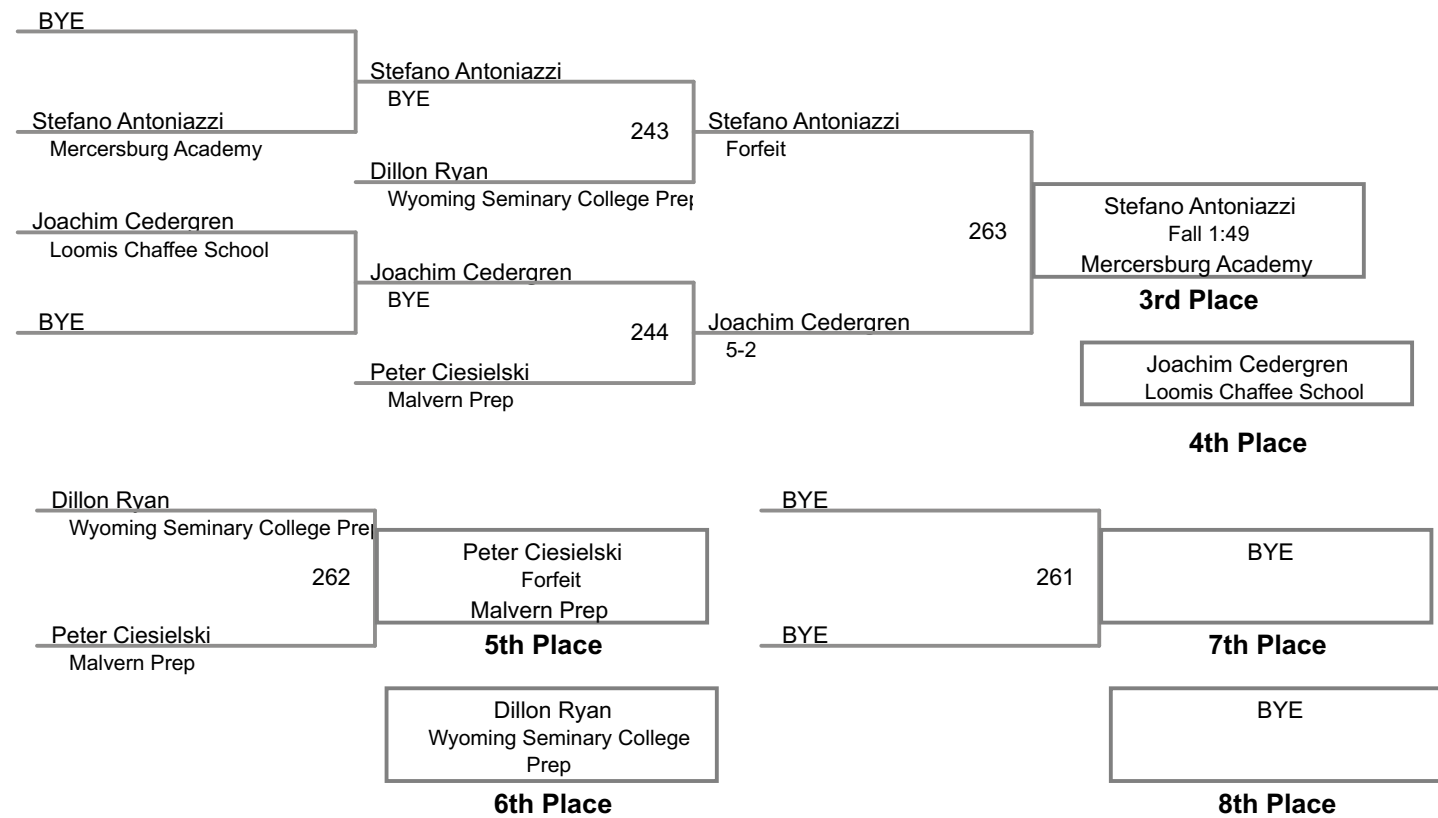 BYE
Stefano Antoniazzi
BYE
Stefano Antoniazzi
Mercersburg Academy
243
Stefano Antoniazzi
Forfeit
Dillon Ryan
Wyoming Seminary College Prep
Joachim Cedergren
Loomis Chaffee School
263
Stefano Antoniazzi
Fall 1:49
Mercersburg Academy
3rd Place
Joachim Cedergren
BYE
BYE
244
Joachim Cedergren
5-2
Peter Ciesielski
Malvern Prep
Joachim Cedergren
Loomis Chaffee School
4th Place
Dillon Ryan
Wyoming Seminary College Prep
262
Peter Ciesielski
Forfeit
Malvern Prep
5th Place
Peter Ciesielski
Malvern Prep
Dillon Ryan
Wyoming Seminary College
Prep
6th Place
BYE
261
BYE
7th Place
BYE
BYE
8th Place